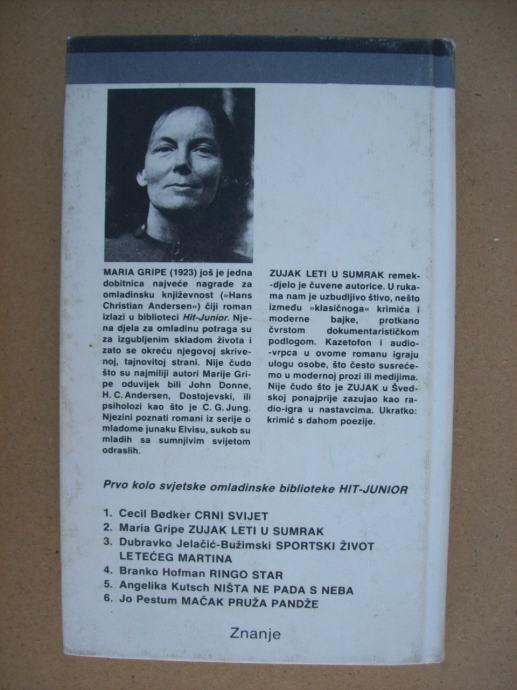 MARIA GRIPE (1923) još je jedna
dobitnica najveće nagrade za
omladinsku književnost (»Hans
Christian Andersen«) čiji roman
izlazi u biblioteci Hit-Junior. Nje-
na djela za omladinu potraga su
za izgubljenim skladom života i
zato se okreću njegovoj skrive-
noj, tajnovitoj strani. Nije čudo
što su najmiliji autori Marije Gri-
pe oduvijek bili John Donne,
H. C. Andersen, Dostojevski, ili
psiholozi kao što je C. G. Jung.
Njezini poznati romani iz serije o
mladome junaku Elvisu, sukob su
mladih sa sumnjivim svijetom
odraslih.
ZUJAK LETI U SUMRAK remek-
-djelo je čuvene autorice. U ruka-
ma nam je uzbudljivo štivo, nešto
između »klasičnoga« krimića i
moderne bajke, protkano
čvrstom dokumentarističkom
podlogom. Kazetofon i audio-
-vrpca u ovome romanu igraju
ulogu osobe, što često susreće-
mo u modernoj prozi ili medijima.
Nije čudo što je ZUJAK u Šved-
skoj ponajprije zazujao kao ra-
dio-igra u nastavcima. Ukratko:
krimić s dahom poezije.
Prvo kolo svjetske omladinske biblioteke HIT-JUNIOR
1. Cecil Bødker CRNI SVIJET
2. Maria Gripe ZUJAK LETI U SUMRAK
3. Dubravko Jelačić-Bužimski SPORTSKI ŽIVOT
LETEĆEG MARTINA
4. Branko Hofman RINGO STAR
5. Angelika Kutsch NIŠTA NE PADA S NEBA
6. Jo Pestum MAČAK PRUŽA PANDŽE
Znanje